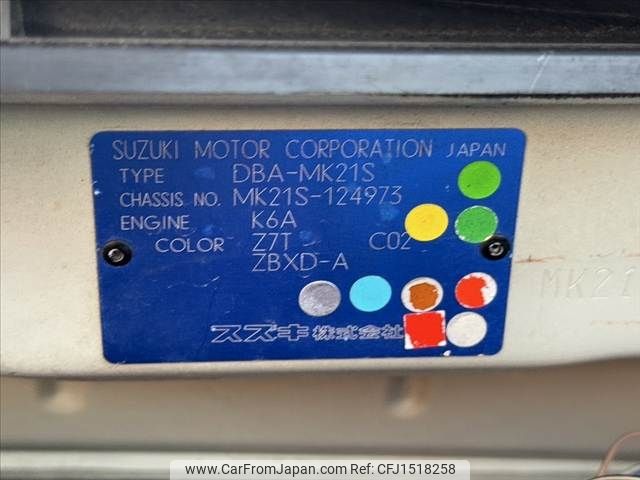 SUZUKI MOTOR CORPORATION JAPAN
TYPE DBA-MK21S
CHASSIS NO. MK21S-124973
ENGINE K6A
COLOR Z7T C02
ZBXD-A
スズキ株式会社
MK21
www.CarFromJapan.com ID:CFJ1518258